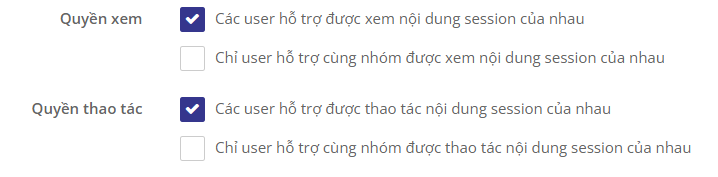 Quyền xem Các user hỗ trợ được xem nội dung session của nhau
Chỉ user hỗ trợ cùng nhóm được xem nội dung session của nhau
Quyền thao tác Các user hỗ trợ được thao tác nội dung session của nhau
Chỉ user hỗ trợ cùng nhóm được thao tác nội dung session của nhau